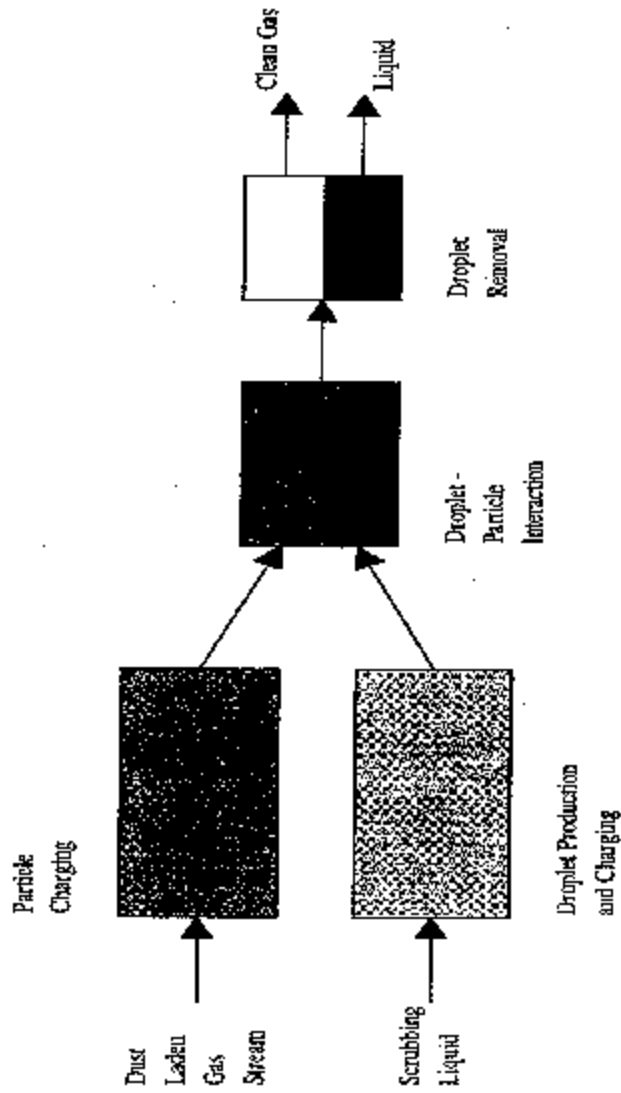 Particle
Charging
Dust
Laden
Gas
Stream
Scrubbing
Liquid
Droplet Production
and Charging
Droplet -
Particle
Interaction
Droplet
Removal
Clean Gas
Liquid